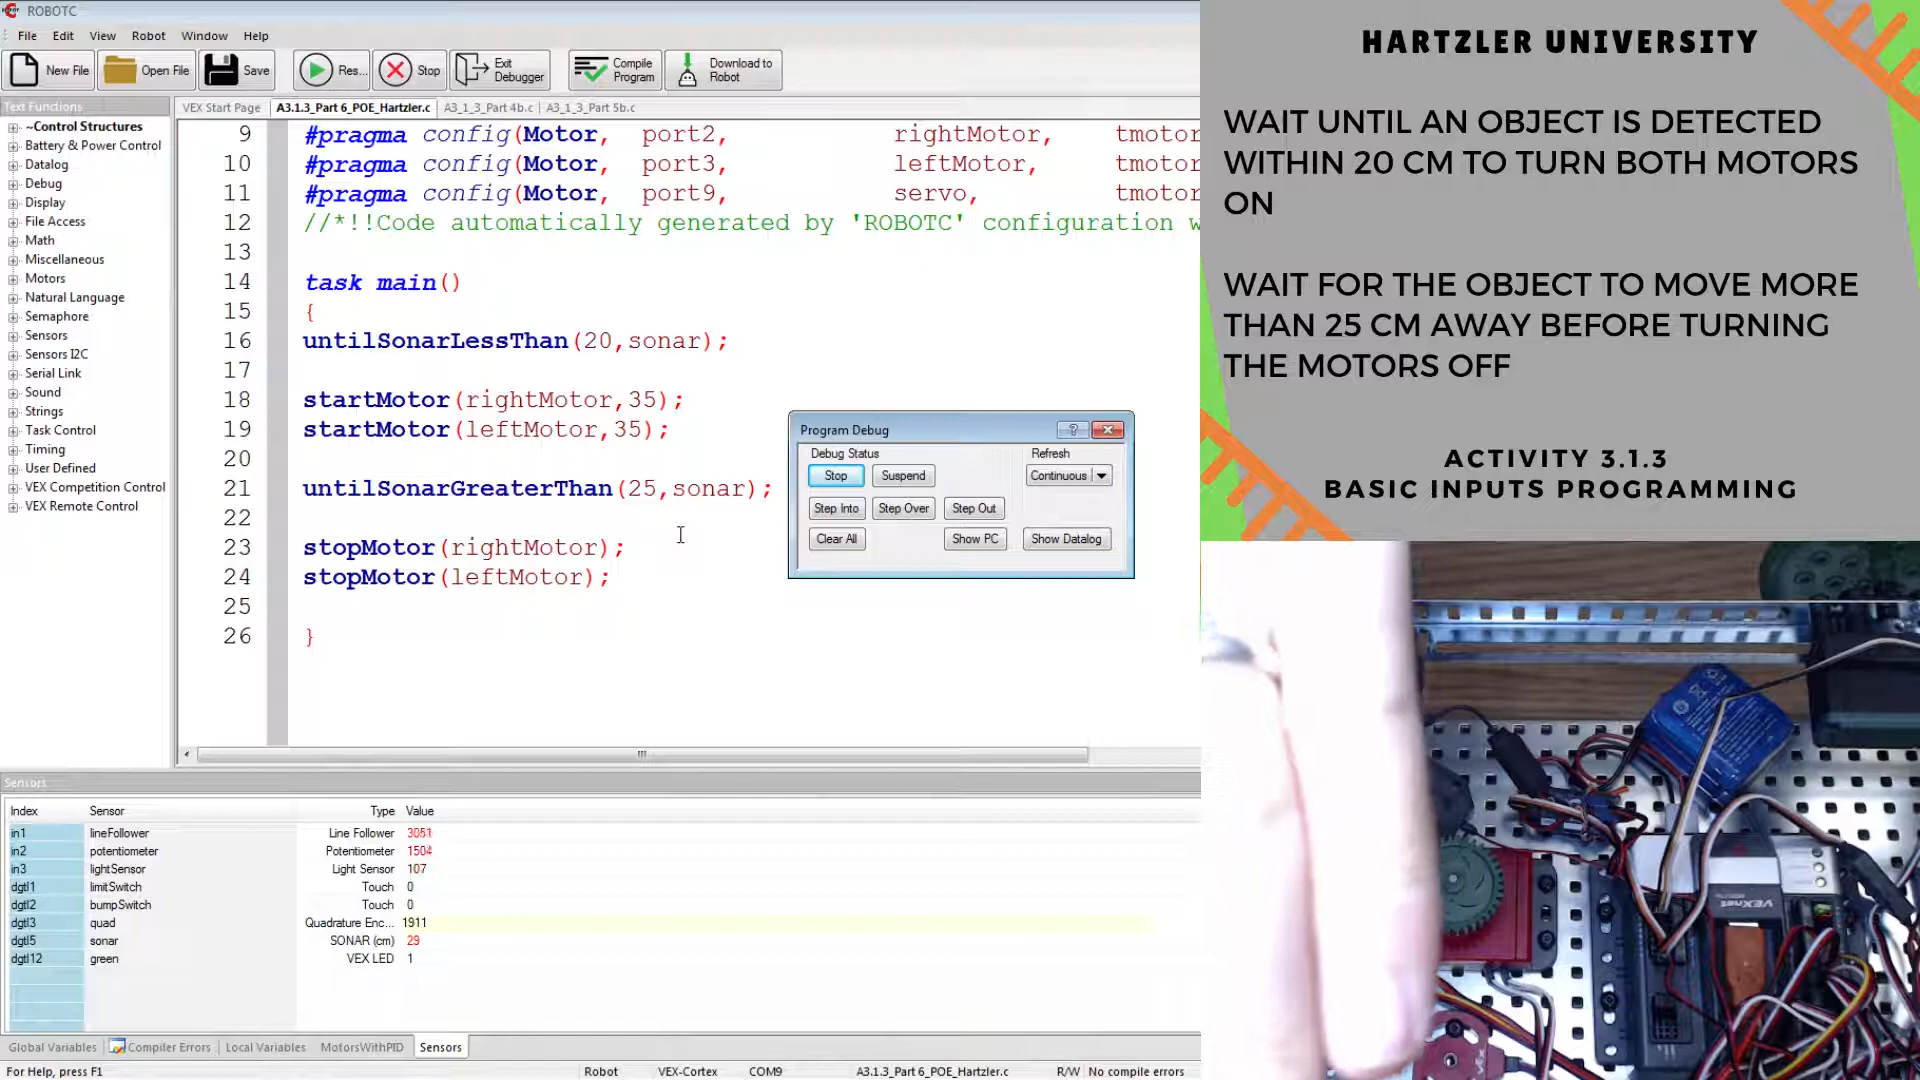 ROBOTC
File Edit View Robot Window Help
New File Open File Save Res... Stop Exit Debugger Compile Program Download to Robot
Text Functions
VEX Start Page A3.1.3_Part 6_POE_Hartzler.c A3_1_3_Part 4b.c A3_1_3_Part 5b.c
~Control Structures
Battery & Power Control
Datalog
Debug
Display
File Access
Math
Miscellaneous
Motors
Natural Language
Semaphore
Sensors
Sensors I2C
Serial Link
Sound
Strings
Task Control
Timing
User Defined
VEX Competition Control
VEX Remote Control
9 #pragma config(Motor, port2, rightMotor, tmotor
10 #pragma config(Motor, port3, leftMotor, tmotor
11 #pragma config(Motor, port9, servo, tmotor
12 //*!!Code automatically generated by 'ROBOTC' configuration w
13
14 task main()
15 {
16 untilSonarLessThan(20,sonar);
17
18 startMotor(rightMotor,35);
19 startMotor(leftMotor,35);
20
21 untilSonarGreaterThan(25,sonar);
22
23 stopMotor(rightMotor);
24 stopMotor(leftMotor);
25
26 }
Program Debug
Debug Status Refresh
Stop Suspend Continuous
Step Into Step Over Step Out
Clear All Show PC Show Datalog
Sensors
Index Sensor Type Value
in1 lineFollower Line Follower 3051
in2 potentiometer Potentiometer 1504
in3 lightSensor Light Sensor 107
dgtl1 limitSwitch Touch 0
dgtl2 bumpSwitch Touch 0
dgtl3 quad Quadrature Enc... 1911
dgtl5 sonar SONAR (cm) 29
dgtl12 green VEX LED 1
Global Variables Compiler Errors Local Variables MotorsWithPID Sensors
For Help, press F1 Robot VEX-Cortex COM9 A3.1.3_Part 6_POE_Hartzler.c R/W No compile errors
HARTZLER UNIVERSITY
WAIT UNTIL AN OBJECT IS DETECTED
WITHIN 20 CM TO TURN BOTH MOTORS
ON
WAIT FOR THE OBJECT TO MOVE MORE
THAN 25 CM AWAY BEFORE TURNING
THE MOTORS OFF
ACTIVITY 3.1.3
BASIC INPUTS PROGRAMMING
VEXnet